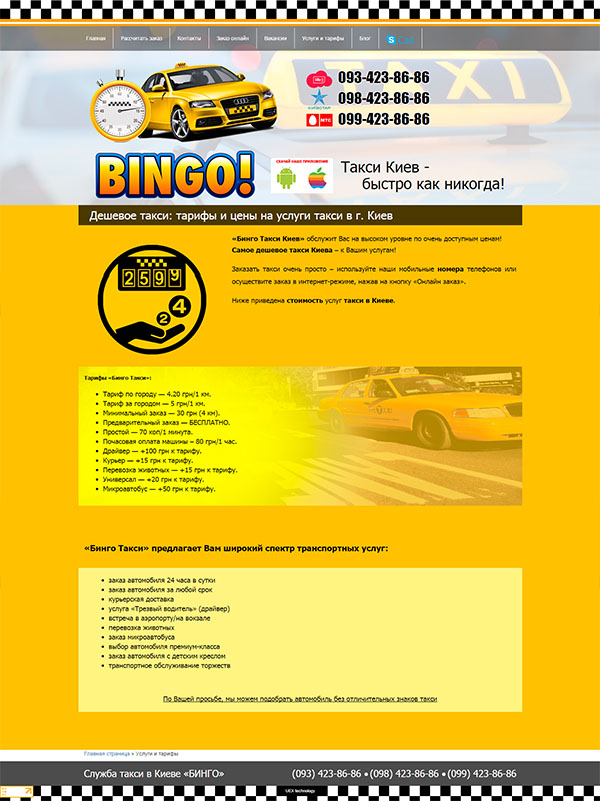 Главная Рассчитать заказ Контакты Заказ онлайн Вакансии Услуги и тарифы Блог
TAXI
093-423-86-86
098-423-86-86
КИЇВСТАР
МТС 099-423-86-86
BINGO!
СКАЧАЙ НАШЕ ПРИЛОЖЕНИЕ
Такси Киев -
быстро как никогда!
Дешевое такси: тарифы и цены на услуги такси в г. Киев
«Бинго Такси Киев» обслужит Вас на высоком уровне по очень доступным ценам!
Самое дешевое такси Киева – к Вашим услугам!
Заказать такси очень просто – используйте наши мобильные номера телефонов или
осуществите заказ в интернет-режиме, нажав на кнопку «Онлайн заказ».
Ниже приведена стоимость услуг такси в Киеве.
2599
2 4
Тарифы «Бинго Такси»:
Тариф по городу — 4,20 грн/1 км.
Тариф за городом — 5 грн/1 км.
Минимальный заказ — 30 грн (4 км).
Предварительный заказ — БЕСПЛАТНО.
Простой — 70 коп/1 минута.
Почасовая оплата машины – 80 грн/1 час.
Драйвер — +100 грн к тарифу.
Курьер — +15 грн к тарифу.
Перевозка животных — +15 грн к тарифу.
Универсал — +20 грн к тарифу.
Микроавтобус — +50 грн к тарифу.
«Бинго Такси» предлагает Вам широкий спектр транспортных услуг:
заказ автомобиля 24 часа в сутки
заказ автомобиля за любой срок
курьерская доставка
услуга «Трезвый водитель» (драйвер)
встреча в аэропорту/на вокзале
перевозка животных
заказ микроавтобуса
выбор автомобиля премиум-класса
заказ автомобиля с детским креслом
транспортное обслуживание торжеств
По Вашей просьбе, мы можем подобрать автомобиль без отличительных знаков такси
Главная страница » Услуги и тарифы
Служба такси в Киеве «БИНГО» (093) 423-86-86 • (098) 423-86-86 • (099) 423-86-86
UEX technology